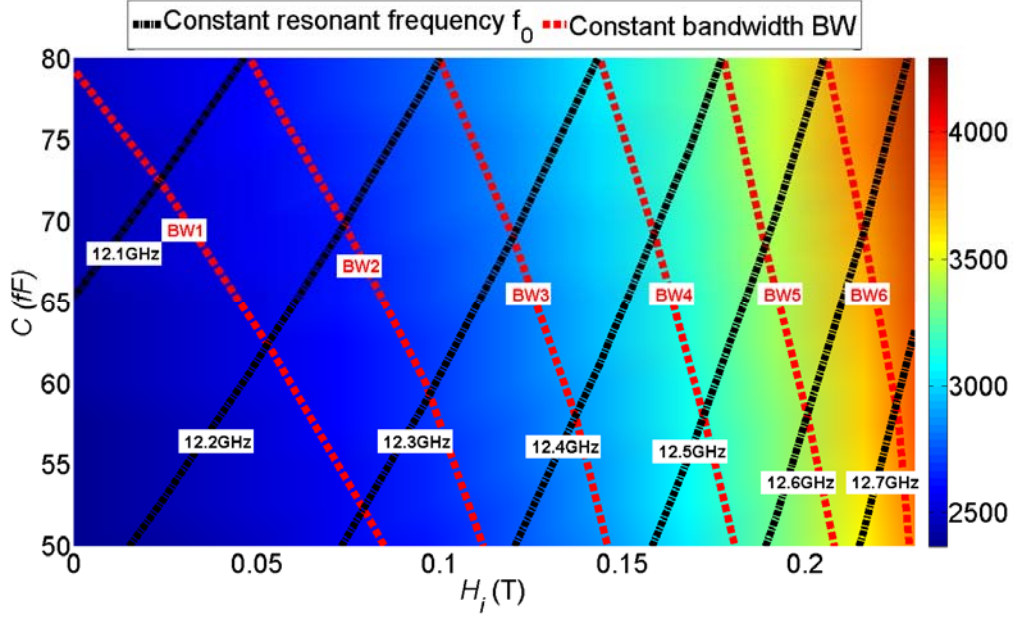 Constant resonant frequency f0 Constant bandwidth BW
80
75
70
65
60
55
50
C (fF)
0 0.05 0.1 0.15 0.2
Hi (T)
4000
3000
2500
BW1
BW2
BW3 BW4 BW5 BW6
12.1GHz
12.2GHz 12.3GHz 12.4GHz 12.5GHz
12.6GHz 12.7GHz